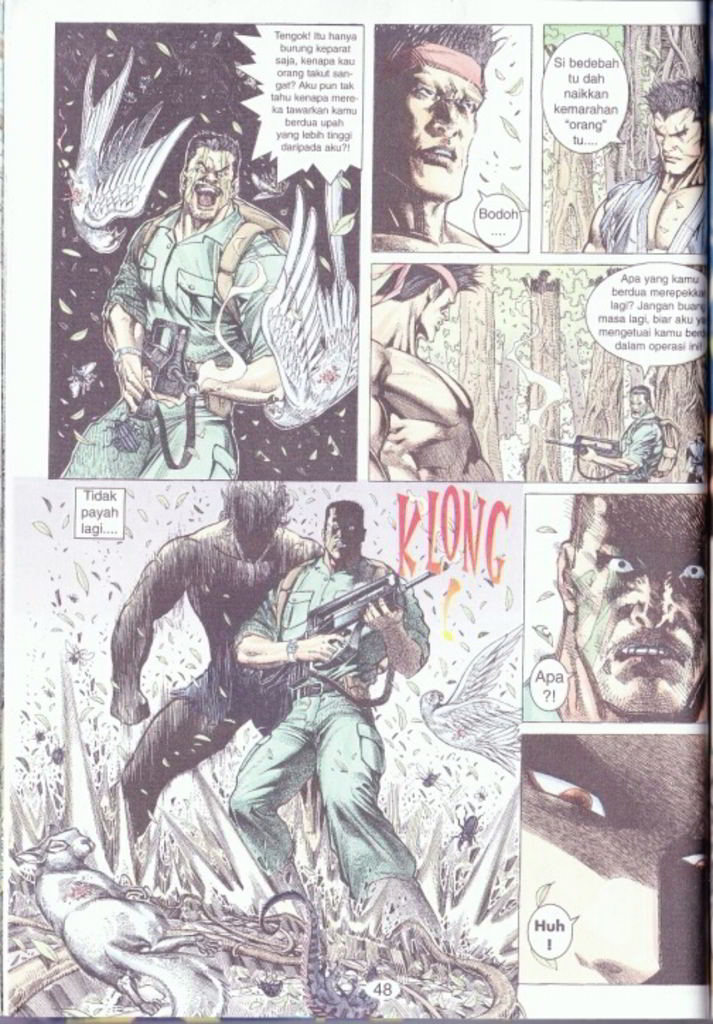 Tengok! Itu hanya
burung keparat
saja, kenapa kau
orang takut san-
gat? Aku pun tak
tahu kenapa mere-
ka tawarkan kamu
berdua upah
yang lebih tinggi
daripada aku?!
Bodoh
....
Si bedebah
tu dah
naikkan
kemarahan
"orang"
tu....
Apa yang kamu
berdua merepekka
lagi? Jangan buang
masa lagi, biar aku
mengetuai kamu
dalam operasi ini!
Tidak
payah
lagi....
KLONG
!
Apa
?!
Huh
!
48